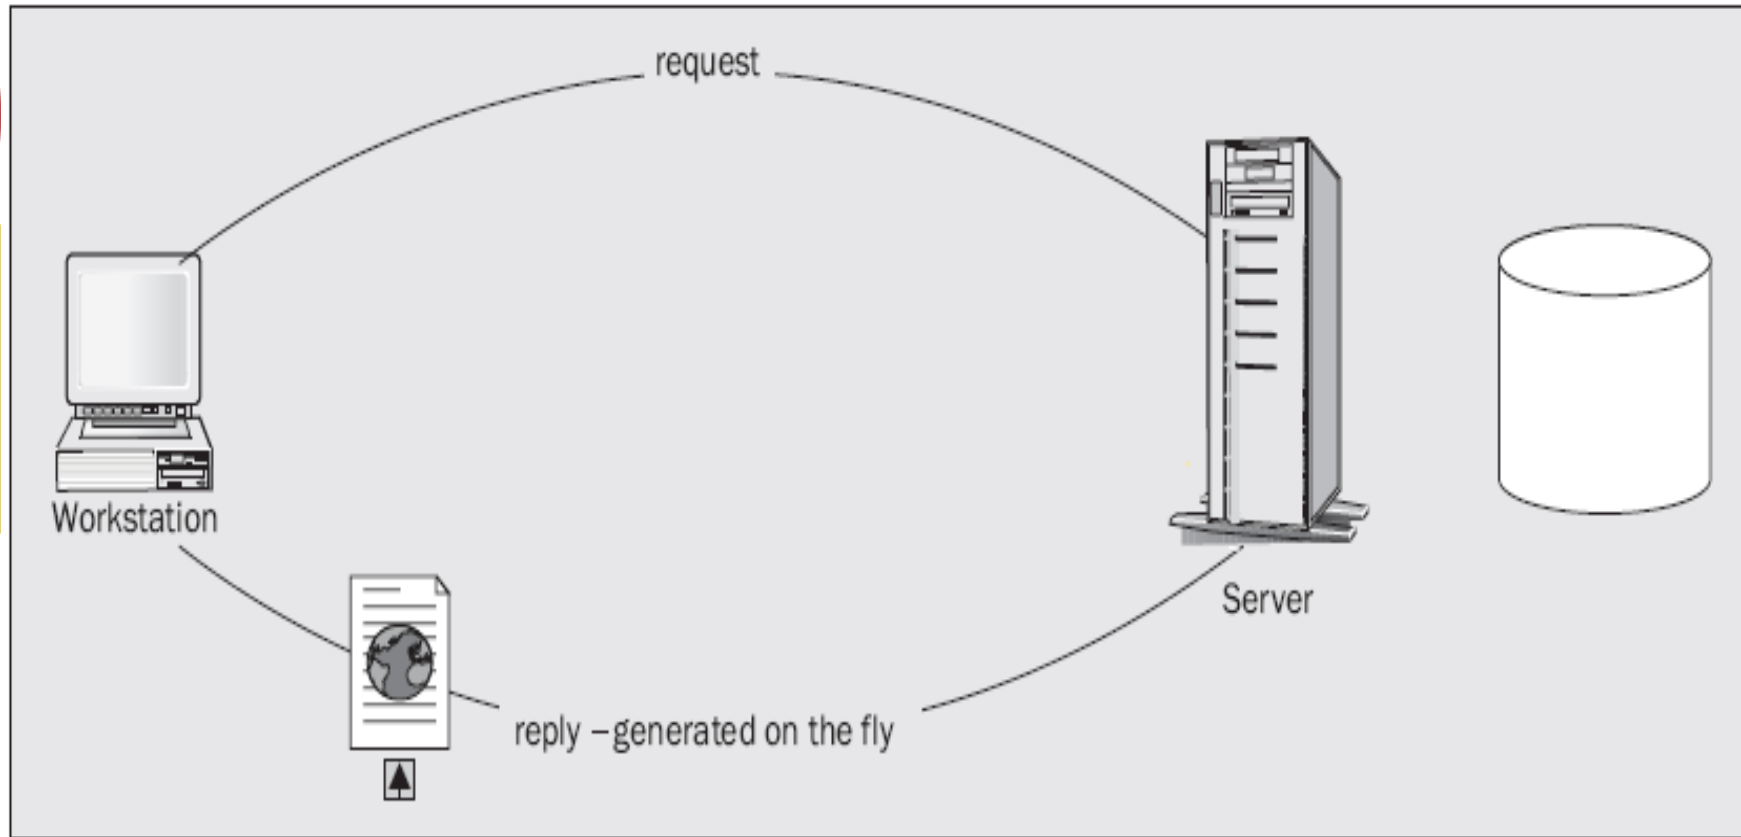 request
Workstation
Server
reply –generated on the fly